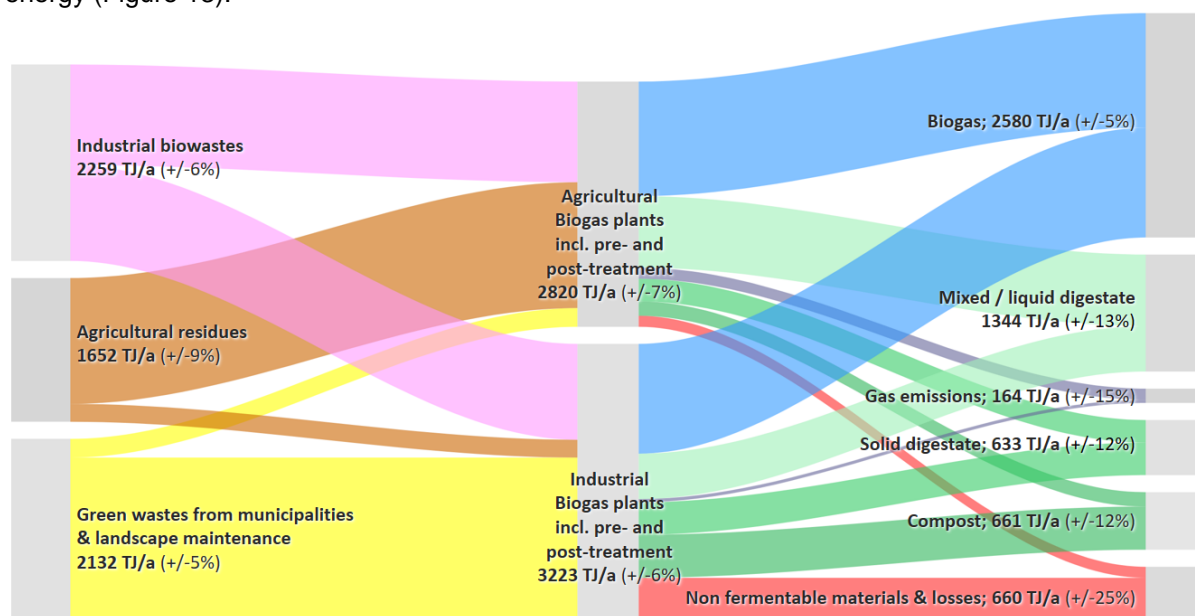 energy (Figure 18).
Industrial biowastes
2259 TJ/a (+/-6%)
Agricultural residues
1652 TJ/a (+/-9%)
Green wastes from municipalities
& landscape maintenance
2132 TJ/a (+/-5%)
Agricultural
Biogas plants
incl. pre- and
post-treatment
2820 TJ/a (+/-7%)
Industrial
Biogas plants
incl. pre- and
post-treatment
3223 TJ/a (+/-6%)
Biogas; 2580 TJ/a (+/-5%)
Mixed / liquid digestate
1344 TJ/a (+/-13%)
Gas emissions; 164 TJ/a (+/-15%)
Solid digestate; 633 TJ/a (+/-12%)
Compost; 661 TJ/a (+/-12%)
Non fermentable materials & losses; 660 TJ/a (+/-25%)